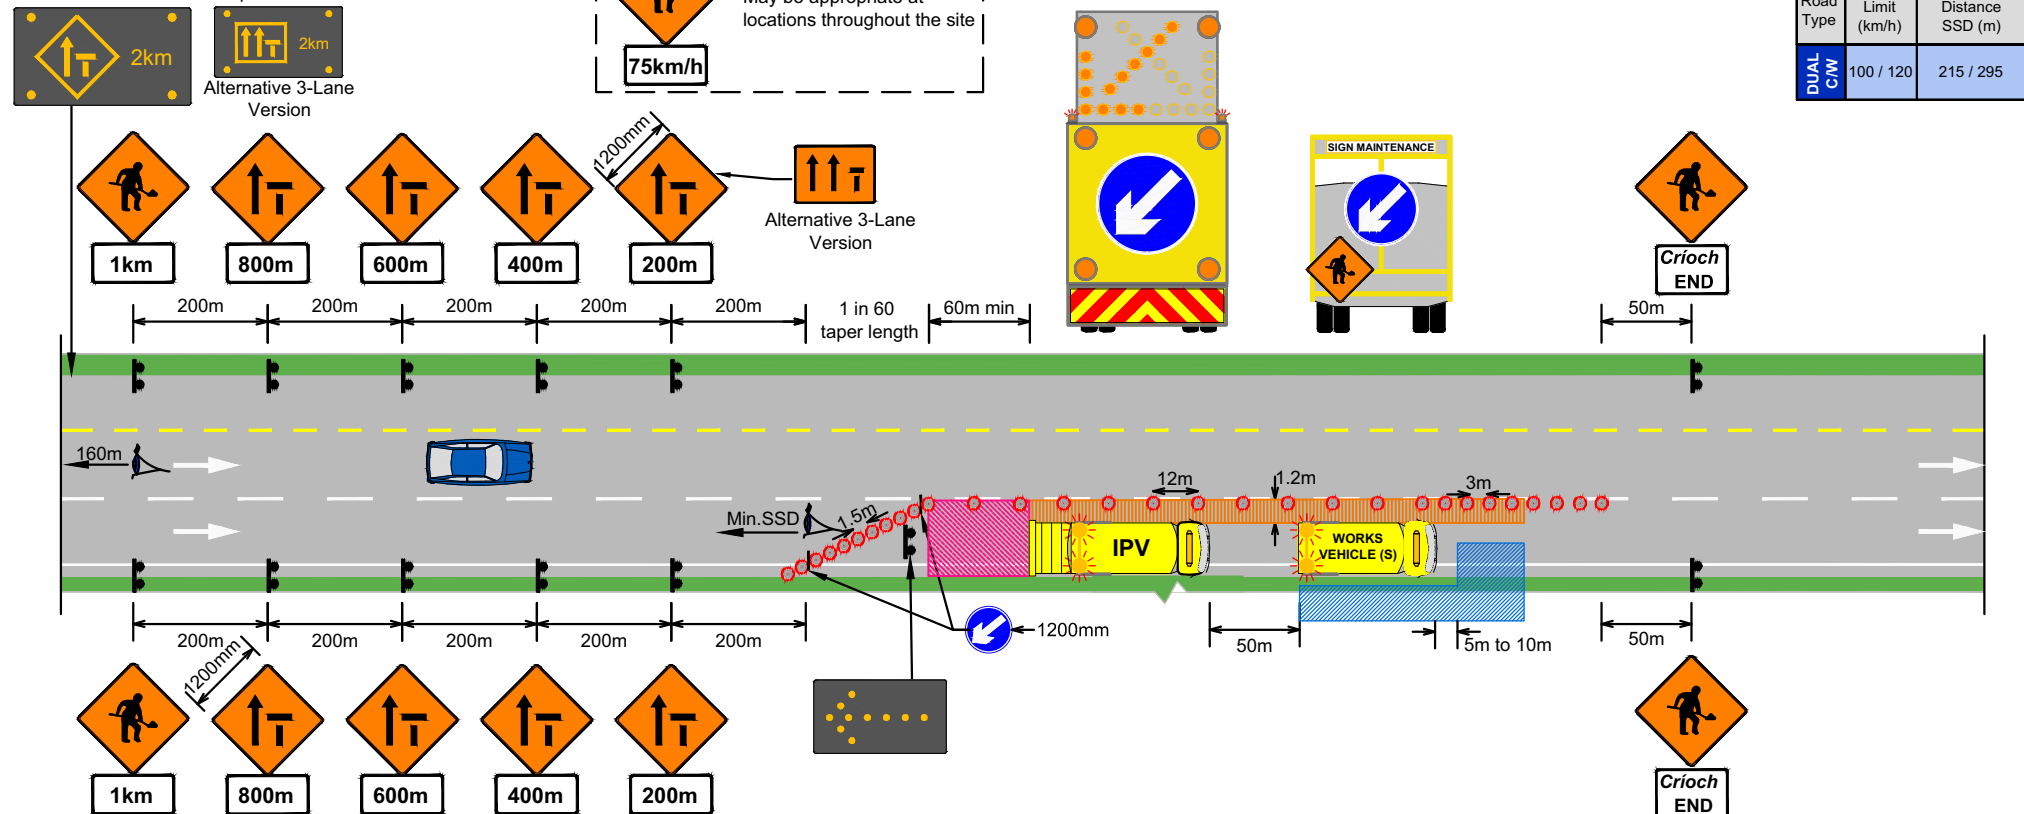 May be appropriate at
locations throughout the site
75km/h
2km
2km
Alternative 3-Lane
Version
Road
Type
Limit
(km/h)
Distance
SSD (m)
DUAL
C/W
100 / 120
215 / 295
1200mm
SIGN MAINTENANCE
Alternative 3-Lane
Version
1km
800m
600m
400m
200m
Críoch
END
200m
200m
200m
200m
200m
1 in 60
taper length
60m min
50m
160m
Min.SSD
1.5m
12m
1.2m
3m
IPV
WORKS
VEHICLE (S)
200m
200m
200m
200m
200m
1200mm
1200mm
50m
5m to 10m
50m
1km
800m
600m
400m
200m
Críoch
END